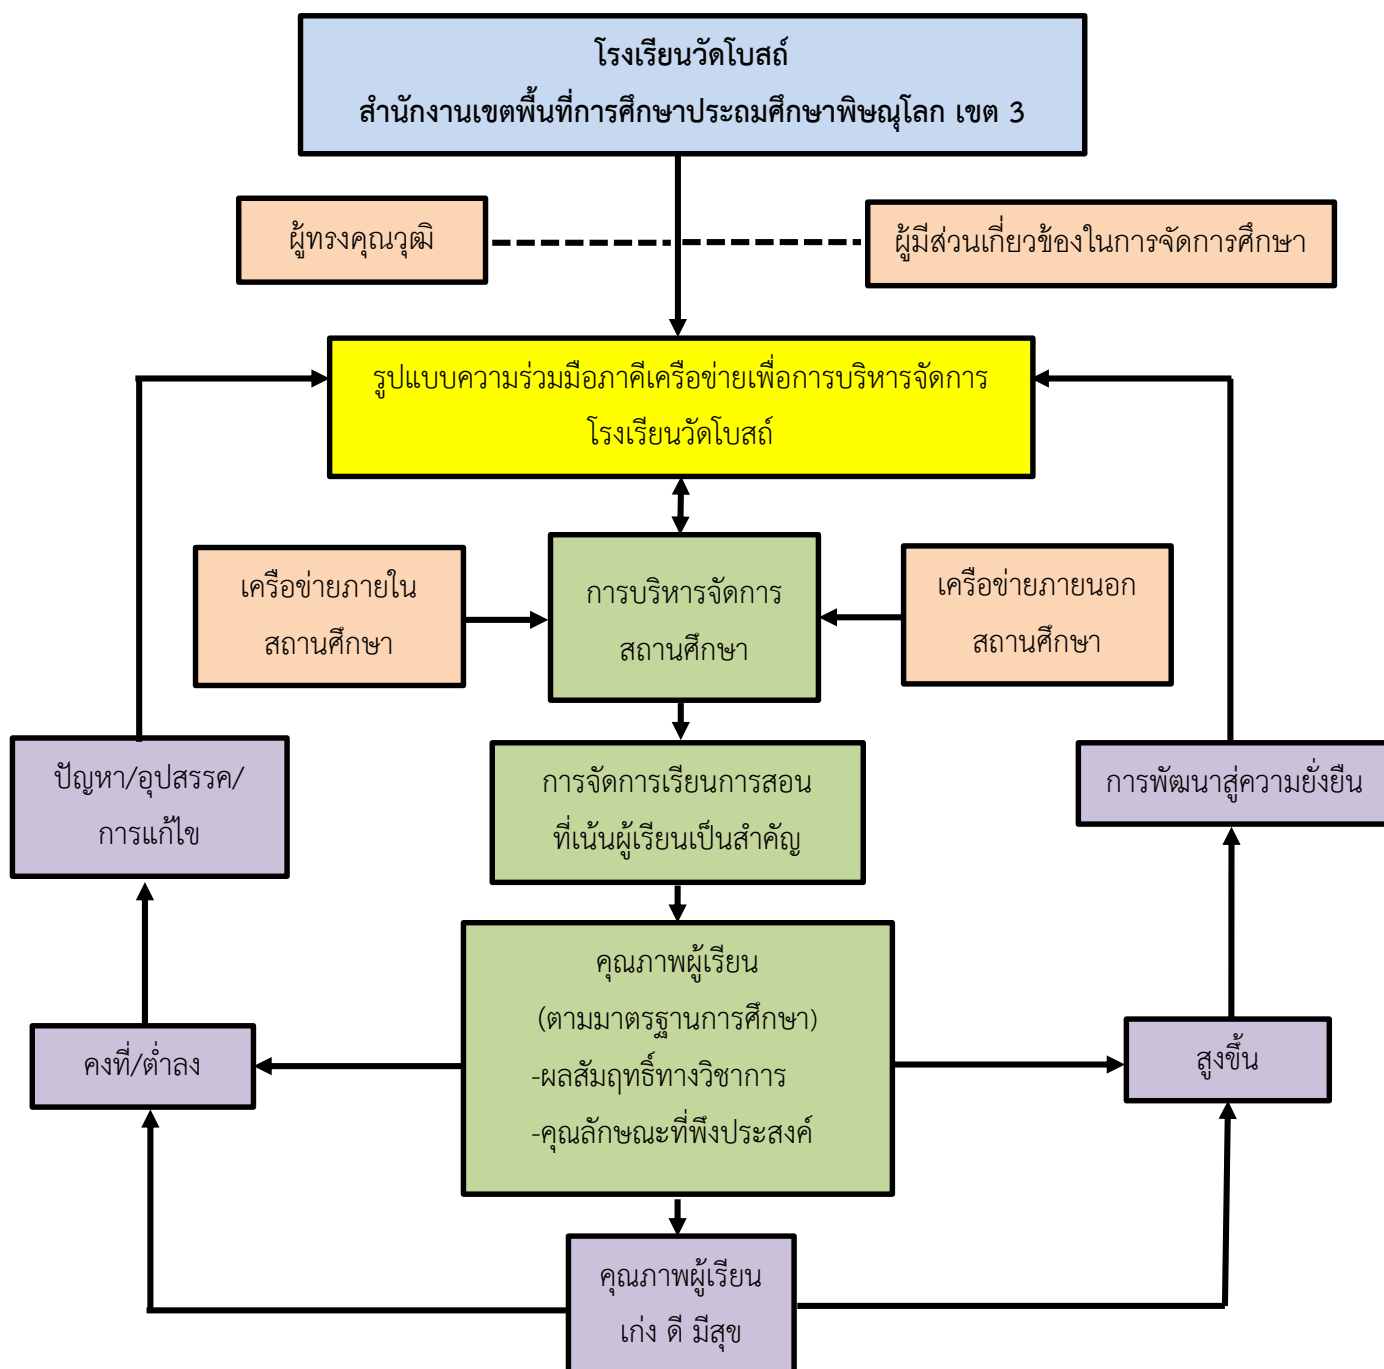 โรงเรียนวัดโบสถ์
สำนักงานเขตพื้นที่การศึกษาประถมศึกษาพิษณุโลก เขต 3
ผู้ทรงคุณวุฒิ
ผู้มีส่วนเกี่ยวข้องในการจัดการศึกษา
รูปแบบความร่วมมือภาคีเครือข่ายเพื่อการบริหารจัดการ
โรงเรียนวัดโบสถ์
เครือข่ายภายใน
สถานศึกษา
การบริหารจัดการ
สถานศึกษา
เครือข่ายภายนอก
สถานศึกษา
ปัญหา/อุปสรรค/
การแก้ไข
การจัดการเรียนการสอน
ที่เน้นผู้เรียนเป็นสำคัญ
การพัฒนาสู่ความยั่งยืน
คุณภาพผู้เรียน
(ตามมาตรฐานการศึกษา)
-ผลสัมฤทธิ์ทางวิชาการ
-คุณลักษณะที่พึงประสงค์
คงที่/ต่ำลง
สูงขึ้น
คุณภาพผู้เรียน
เก่ง ดี มีสุข